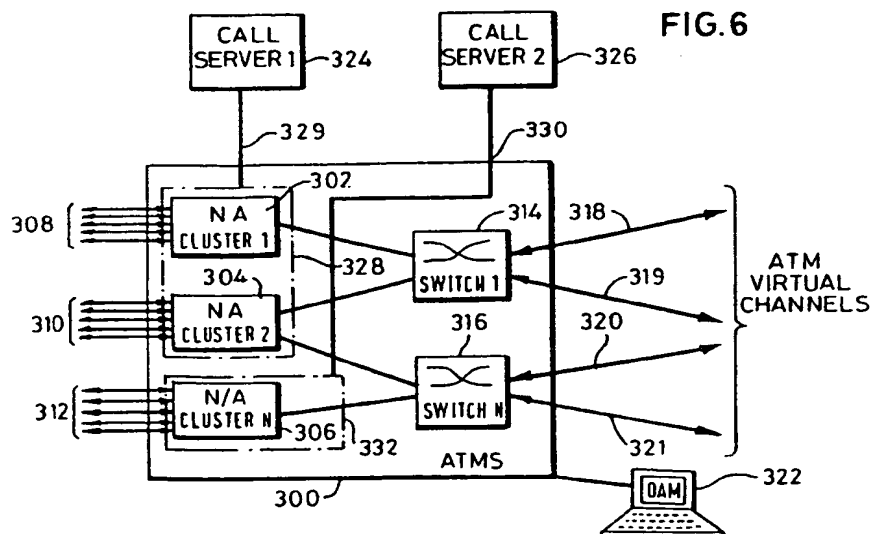 FIG.6
CALL
SERVER 1
324
CALL
SERVER 2
326
329
330
302
NA
CLUSTER 1
308
328
314
SWITCH 1
318
319
ATM
VIRTUAL
CHANNELS
304
NA
CLUSTER 2
310
316
SWITCH N
320
321
N/A
CLUSTER N
312
306
332
ATMS
300
OAM
322